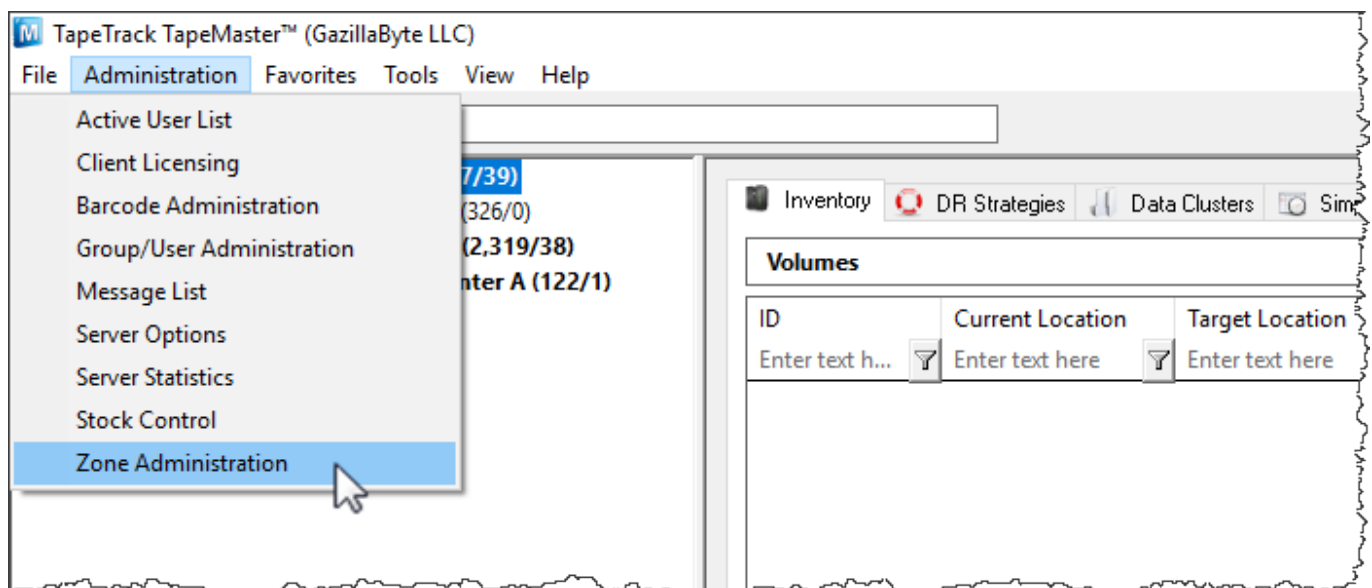 TapeTrack TapeMaster™ (GazillaByte LLC)
File Administration Favorites Tools View Help
Active User List
Client Licensing
Barcode Administration
Group/User Administration
Message List
Server Options
Server Statistics
Stock Control
Zone Administration
7/39)
(326/0)
(2,319/38)
nter A (122/1)
Inventory DR Strategies Data Clusters Sim
Volumes
ID Current Location Target Location
Enter text h... Enter text here Enter text here